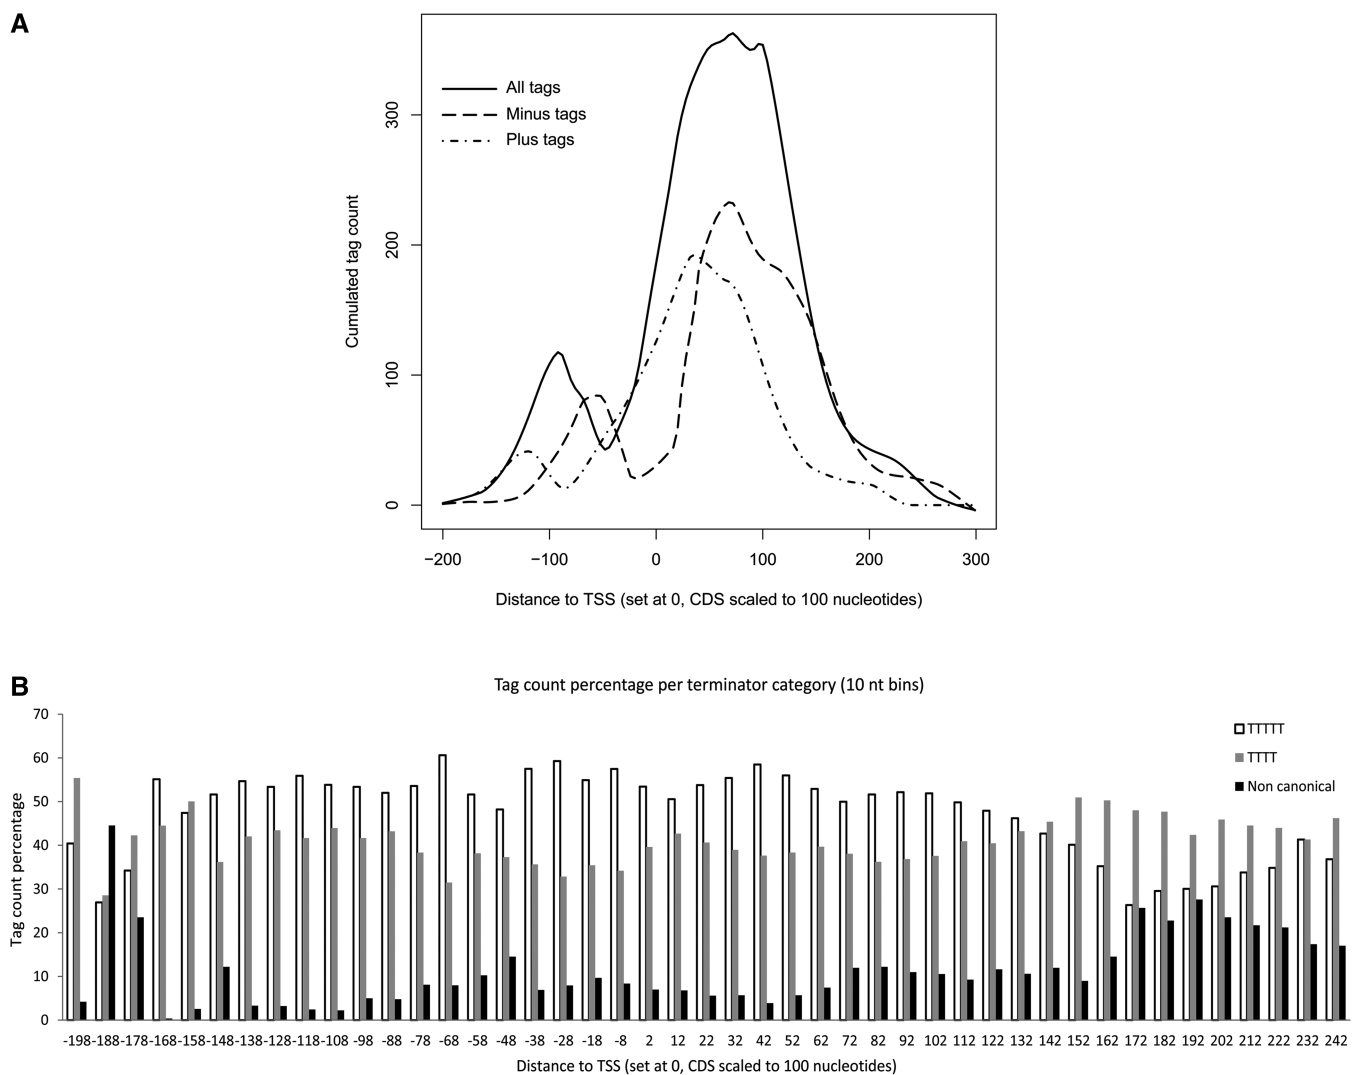 A
All tags
Minus tags
Plus tags
300
200
100
0
Cumulated tag count
−200 −100 0 100 200 300
Distance to TSS (set at 0, CDS scaled to 100 nucleotides)
B
Tag count percentage per terminator category (10 nt bins)
70
60
50
40
30
20
10
0
Tag count percentage
TTTTT
TTTT
Non canonical
-198 -188 -178 -168 -158 -148 -138 -128 -118 -108 -98 -88 -78 -68 -58 -48 -38 -28 -18 -8 2 12 22 32 42 52 62 72 82 92 102 112 122 132 142 152 162 172 182 192 202 212 222 232 242
Distance to TSS (set at 0, CDS scaled to 100 nucleotides)